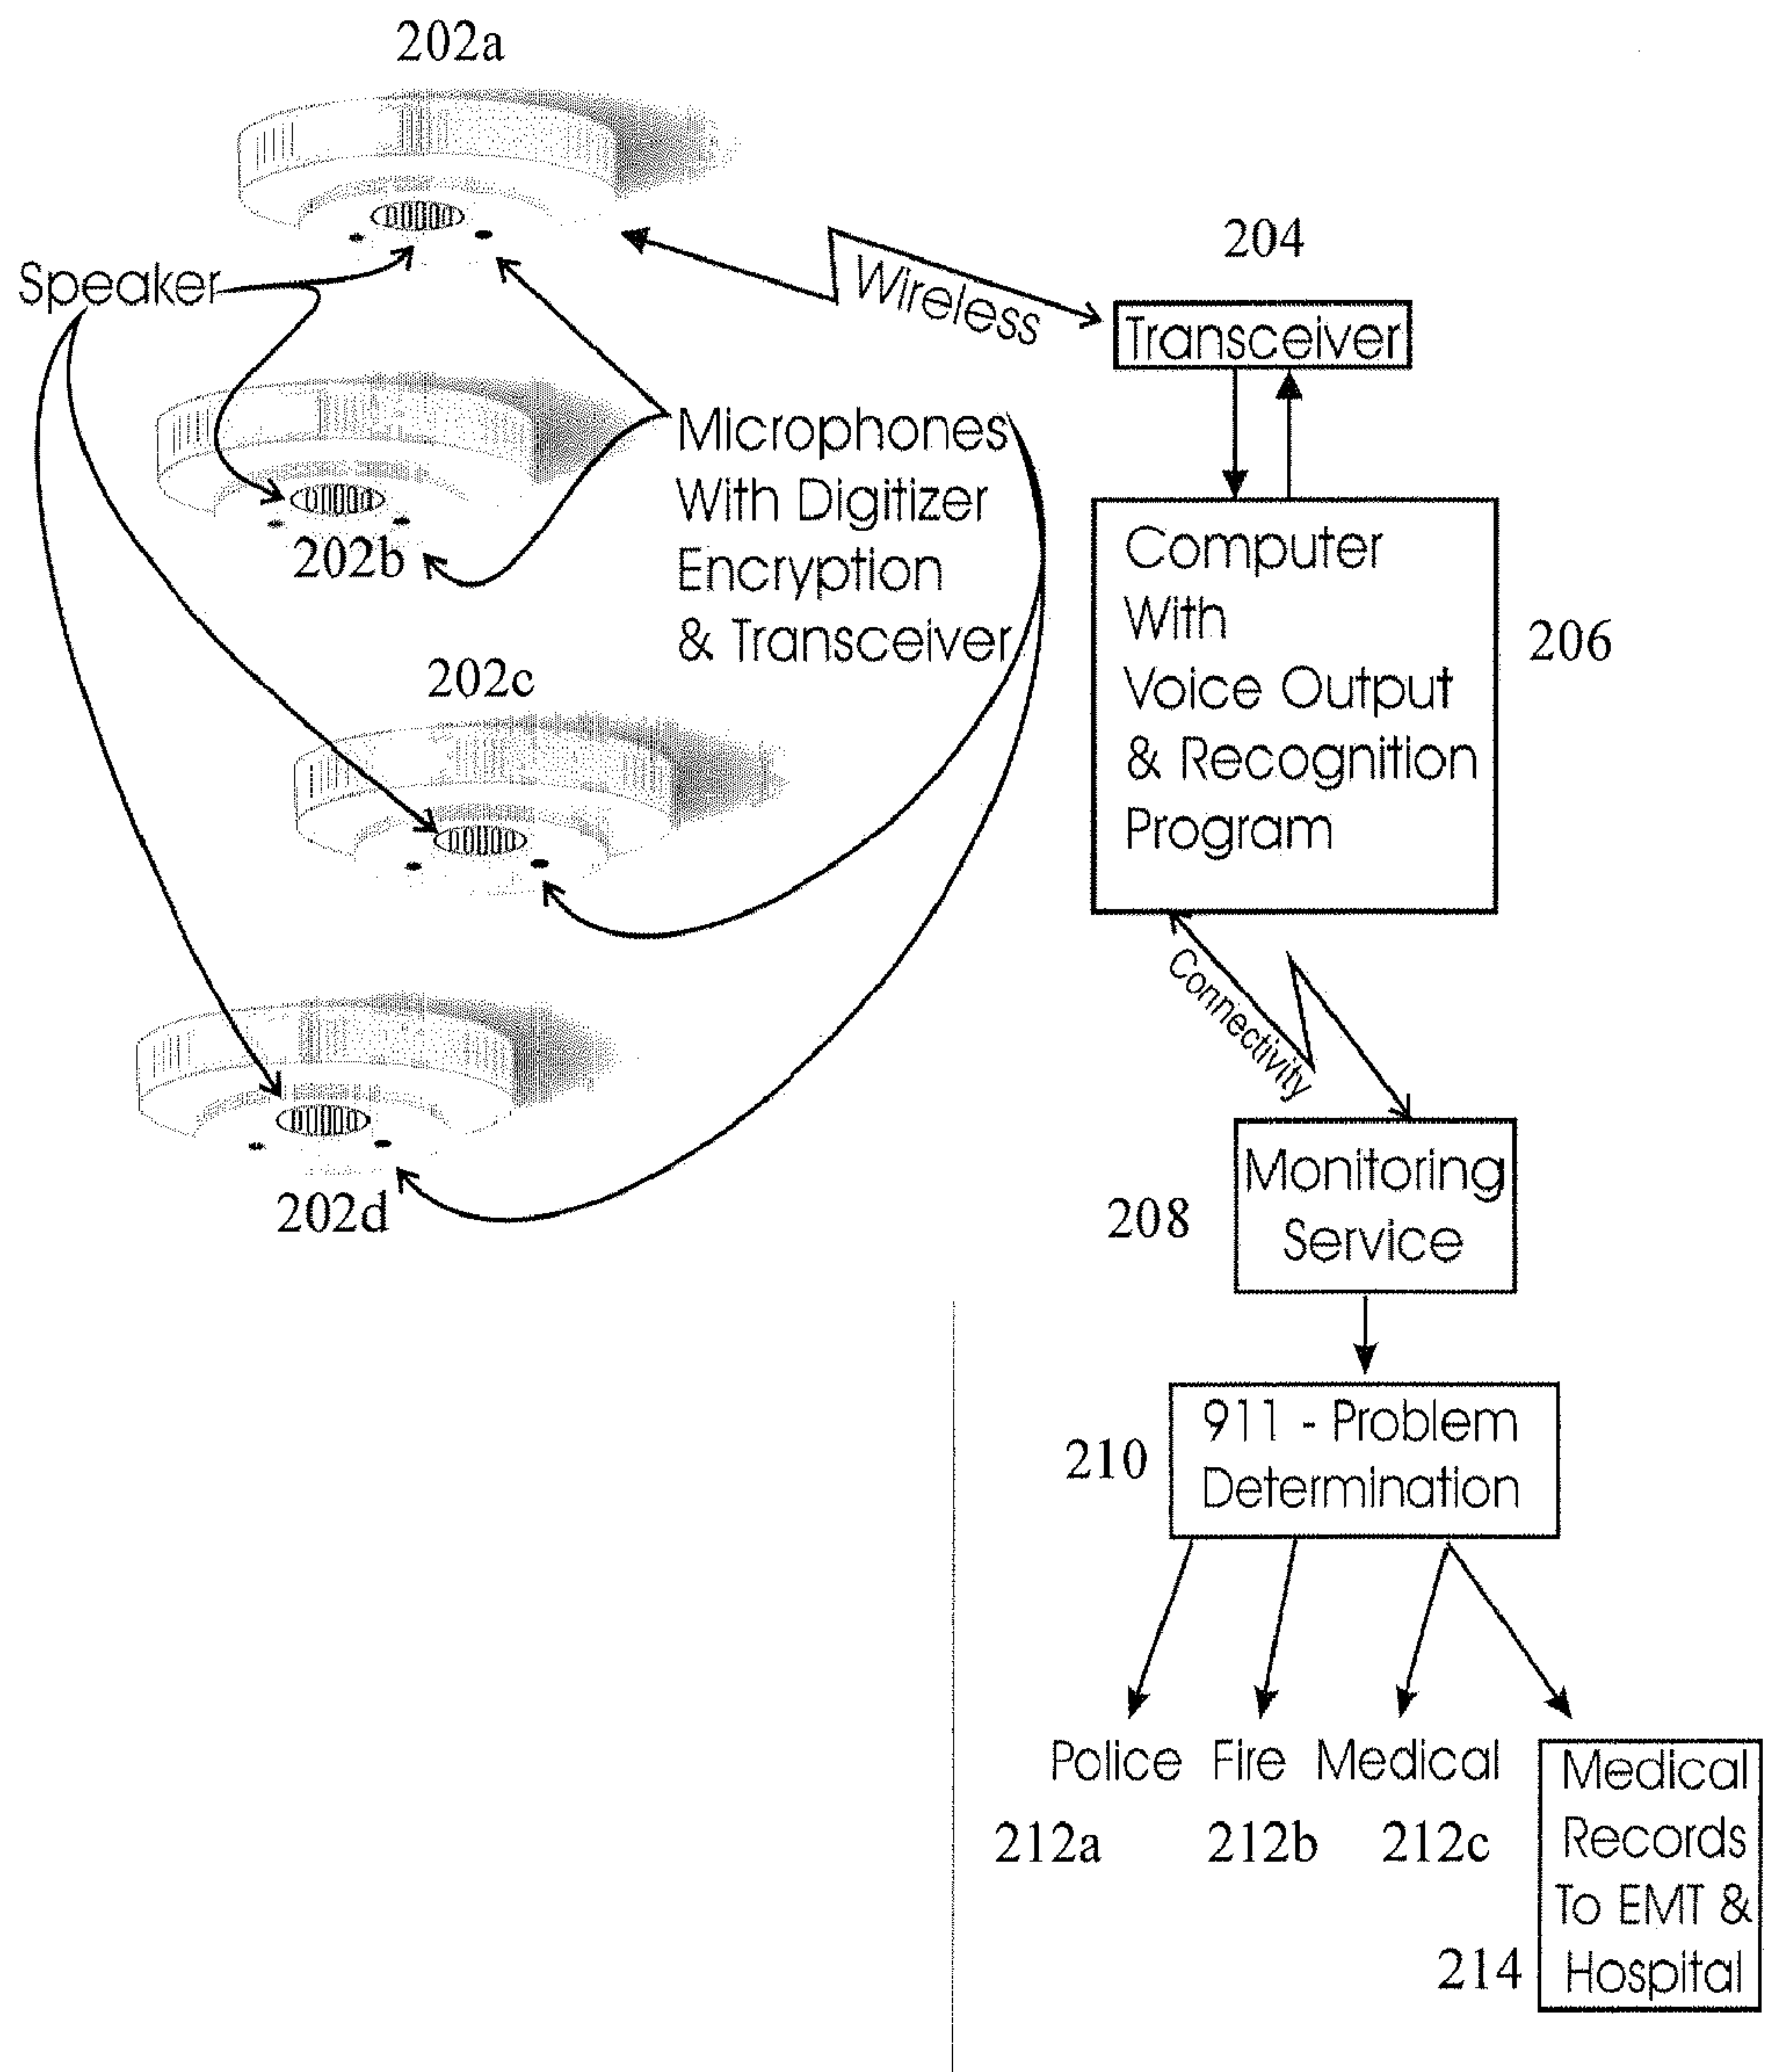 202a
Speaker
Wireless
204
Transceiver
202b
Microphones
With Digitizer
Encryption
& Transceiver
202c
Computer
With
Voice Output
& Recognition
Program
206
Connectivity
202d
208
Monitoring
Service
210
911 - Problem
Determination
Police
Fire
Medical
212a
212b
212c
Medical
Records
To EMT &
Hospital
214